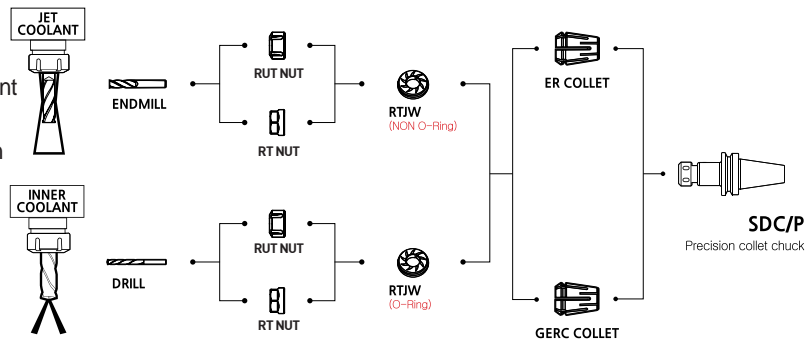 JET
COOLANT
nt
ENDMILL
RUT NUT
RT NUT
RTJW
(NON O-Ring)
ER COLLET
INNER
COOLANT
DRILL
RUT NUT
RT NUT
RTJW
(O-Ring)
GERC COLLET
SDC/P
Precision collet chuck